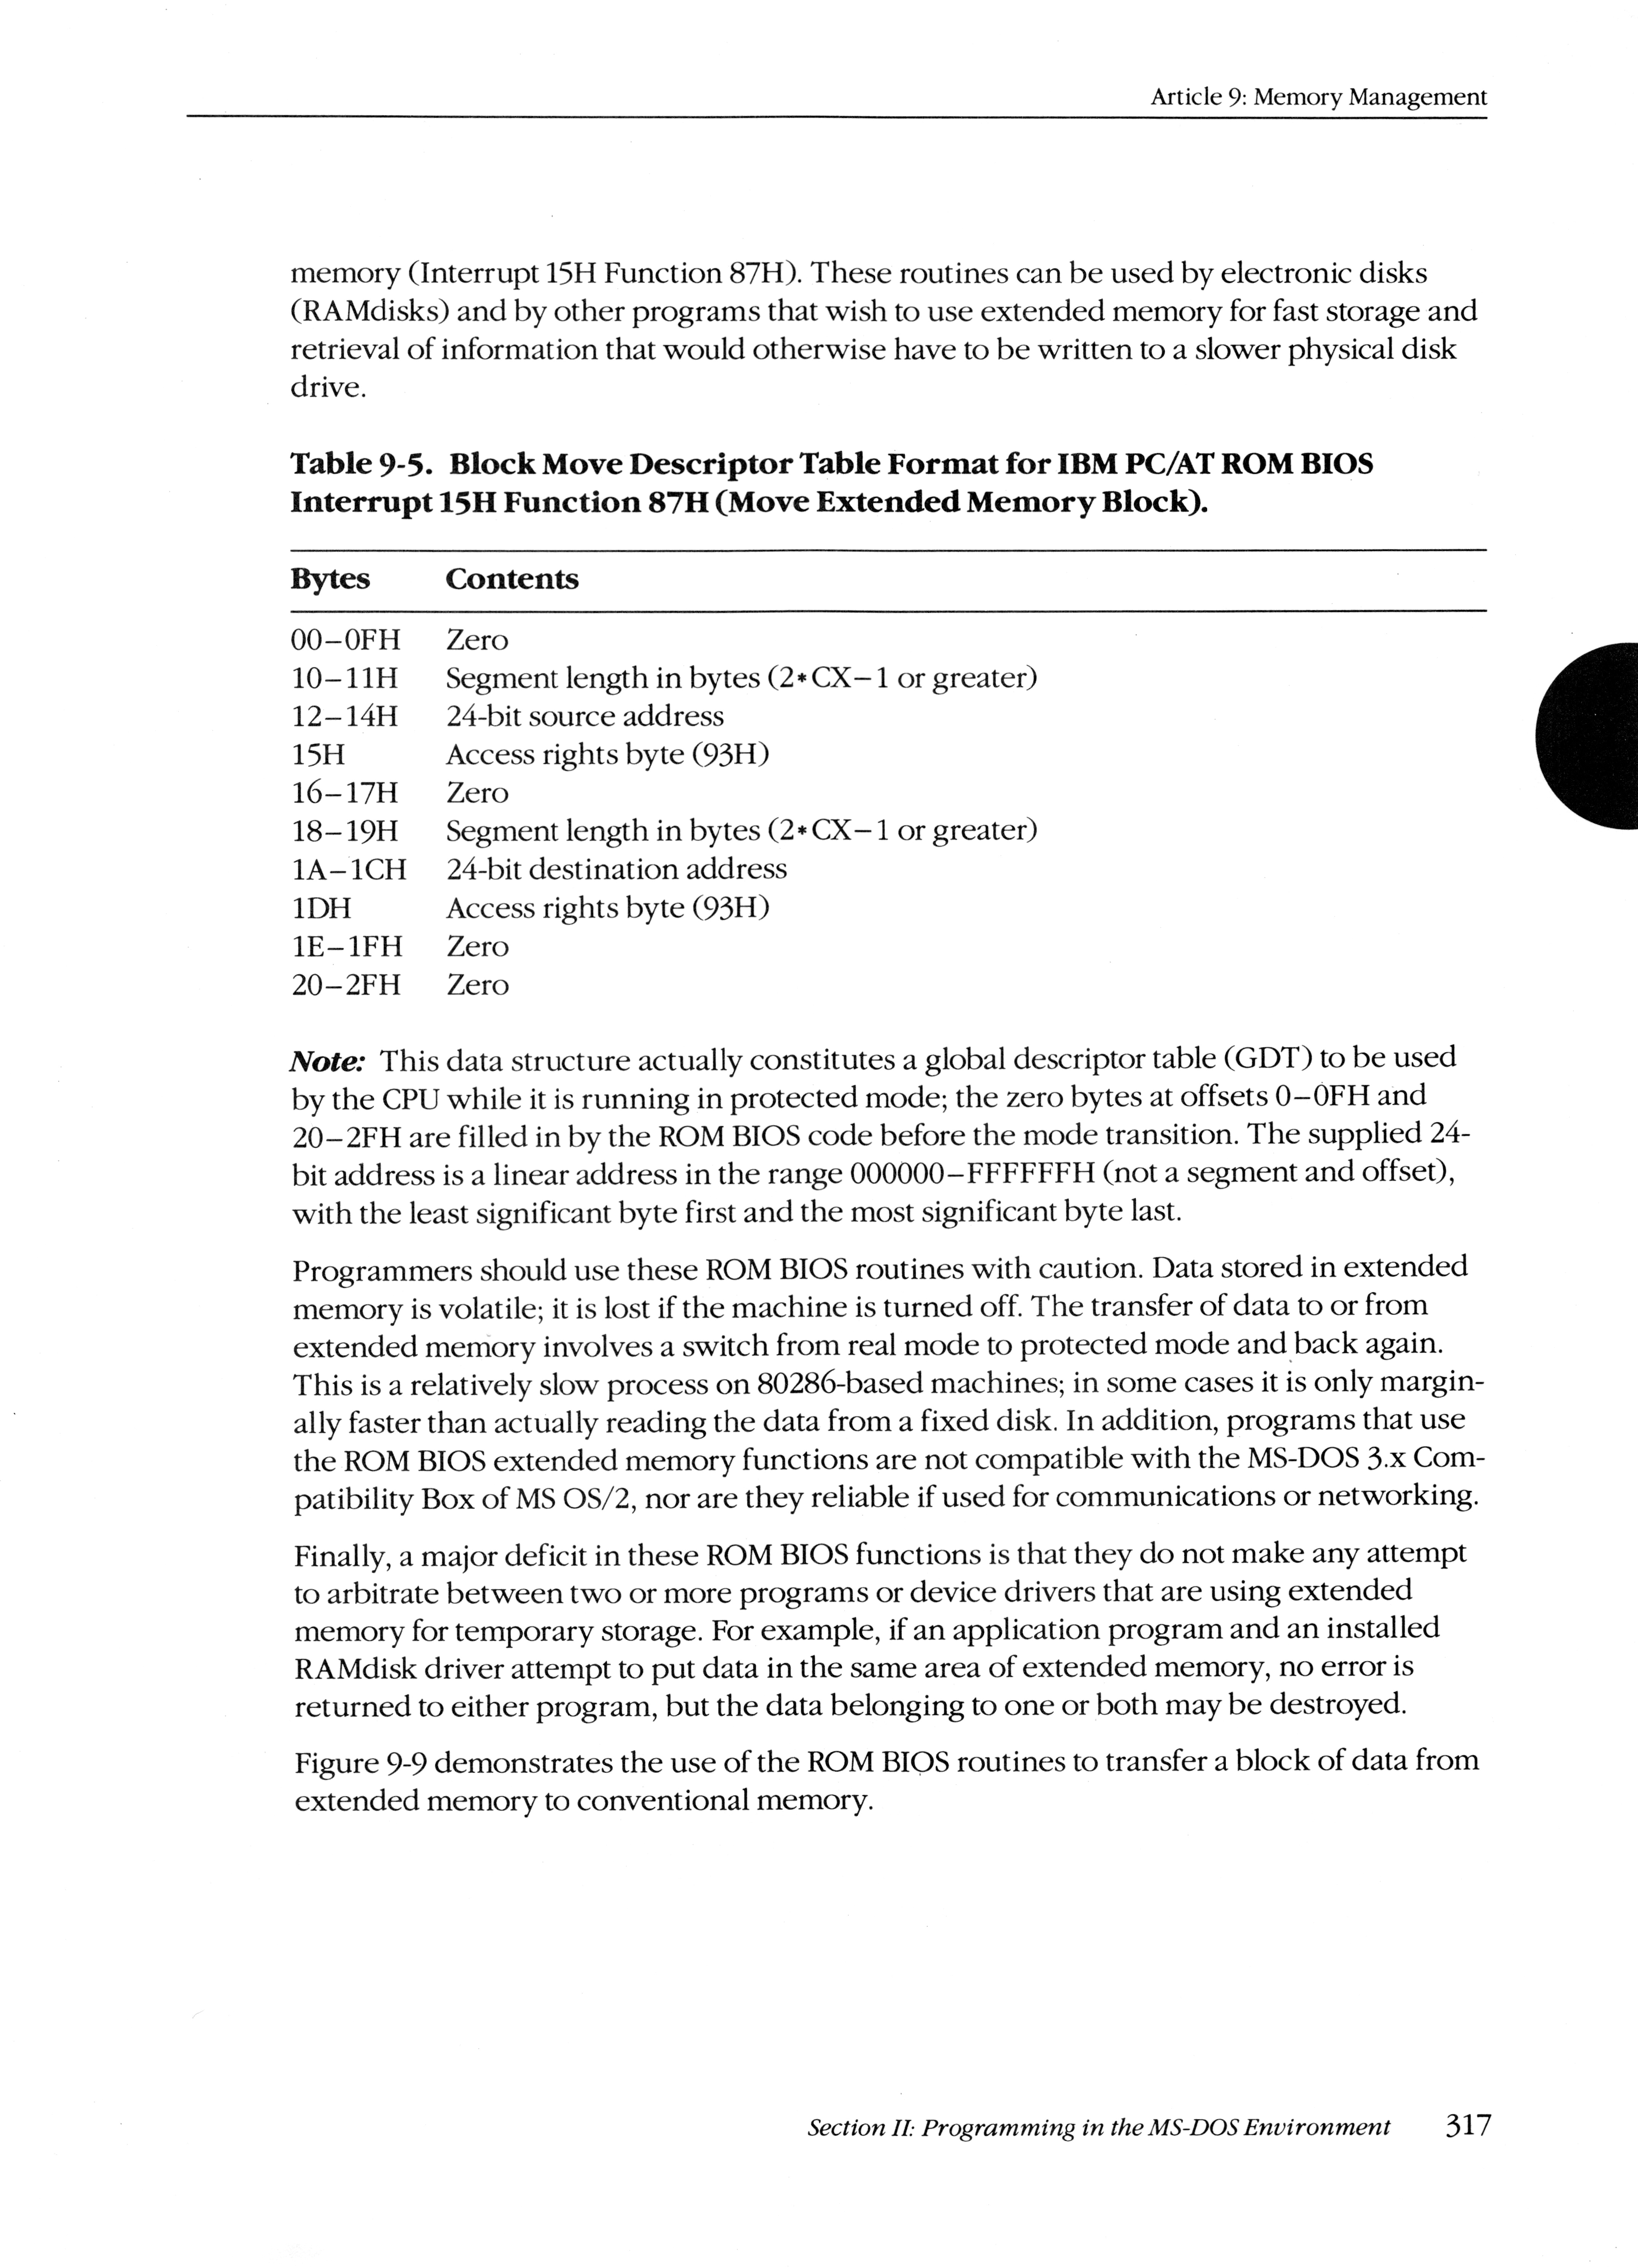 Article 9: Memory Management
memory (Interrupt 15H Function 87H). These routines can be used by electronic disks
(RAMdisks) and by other programs that wish to use extended memory for fast storage and
retrieval of information that would otherwise have to be written to a slower physical disk
drive.
Table 9-5. Block Move Descriptor Table Format for IBM PC/AT ROM BIOS
Interrupt 15H Function 87H (Move Extended Memory Block).
Bytes Contents
00–0FH Zero
10–11H Segment length in bytes (2*CX–1 or greater)
12–14H 24-bit source address
15H Access rights byte (93H)
16–17H Zero
18–19H Segment length in bytes (2*CX–1 or greater)
1A–1CH 24-bit destination address
1DH Access rights byte (93H)
1E–1FH Zero
20–2FH Zero
Note: This data structure actually constitutes a global descriptor table (GDT) to be used
by the CPU while it is running in protected mode; the zero bytes at offsets 0–0FH and
20–2FH are filled in by the ROM BIOS code before the mode transition. The supplied 24-
bit address is a linear address in the range 000000–FFFFFFH (not a segment and offset),
with the least significant byte first and the most significant byte last.
Programmers should use these ROM BIOS routines with caution. Data stored in extended
memory is volatile; it is lost if the machine is turned off. The transfer of data to or from
extended memory involves a switch from real mode to protected mode and back again.
This is a relatively slow process on 80286-based machines; in some cases it is only margin-
ally faster than actually reading the data from a fixed disk. In addition, programs that use
the ROM BIOS extended memory functions are not compatible with the MS-DOS 3.x Com-
patibility Box of MS OS/2, nor are they reliable if used for communications or networking.
Finally, a major deficit in these ROM BIOS functions is that they do not make any attempt
to arbitrate between two or more programs or device drivers that are using extended
memory for temporary storage. For example, if an application program and an installed
RAMdisk driver attempt to put data in the same area of extended memory, no error is
returned to either program, but the data belonging to one or both may be destroyed.
Figure 9-9 demonstrates the use of the ROM BIOS routines to transfer a block of data from
extended memory to conventional memory.
Section II: Programming in the MS-DOS Environment 317